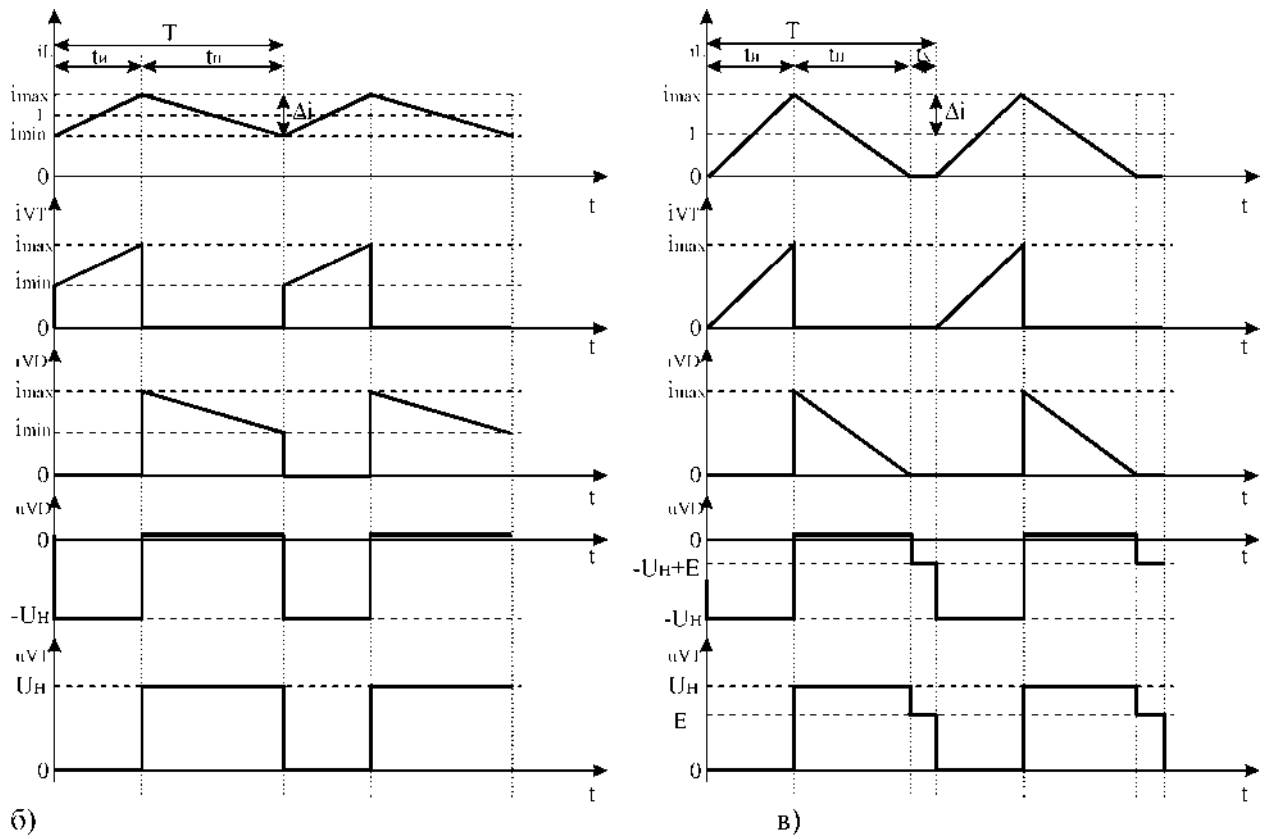 T
iL
tи
tп
imax
I
imin
Δi
0
t
iVT
imax
imin
0
t
iVD
imax
imin
0
t
uVD
0
t
-Uн
uVT
Uн
0
t
б)
T
iL
tи
tп
imax
I
Δi
0
t
iVT
imax
0
t
iVD
imax
0
t
uVD
0
t
-Uн+E
-Uн
uVT
Uн
E
0
t
в)